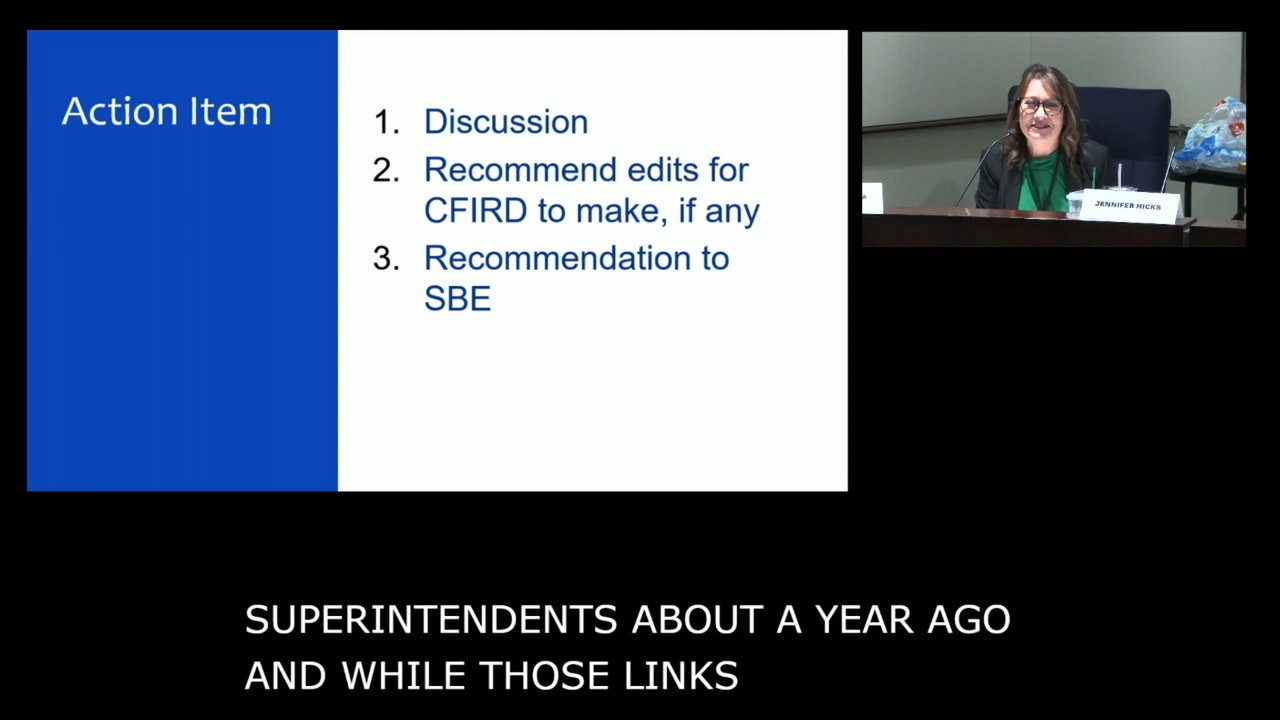 Action Item
1. Discussion
2. Recommend edits for
CFIRD to make, if any
3. Recommendation to
SBE
A
JENNIFER HICKS
SUPERINTENDENTS ABOUT A YEAR AGO
AND WHILE THOSE LINKS